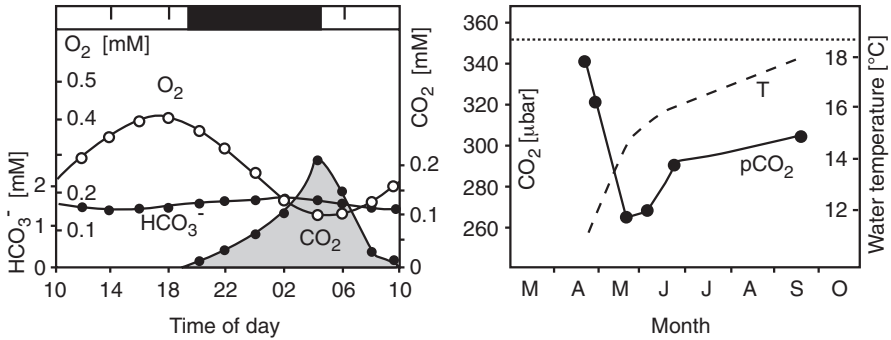 O₂ [mM]
0.5
0.4
0.2
0.1
HCO₃⁻ [mM]
2
1
0
O₂
HCO₃⁻
CO₂
CO₂ [mM]
0.2
0.1
0
10 14 18 22 02 06 10
Time of day
360
340
320
300
280
260
CO₂ [μbar]
T
pCO₂
18
16
14
12
Water temperature [°C]
M A M J J A S O
Month